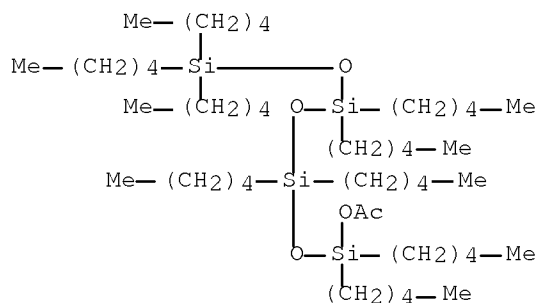 Me—(CH2)4
Me—(CH2)4—Si—O
Me—(CH2)4 O—Si—(CH2)4—Me
(CH2)4—Me
Me—(CH2)4—Si—(CH2)4—Me
OAc
O—Si—(CH2)4—Me
(CH2)4—Me